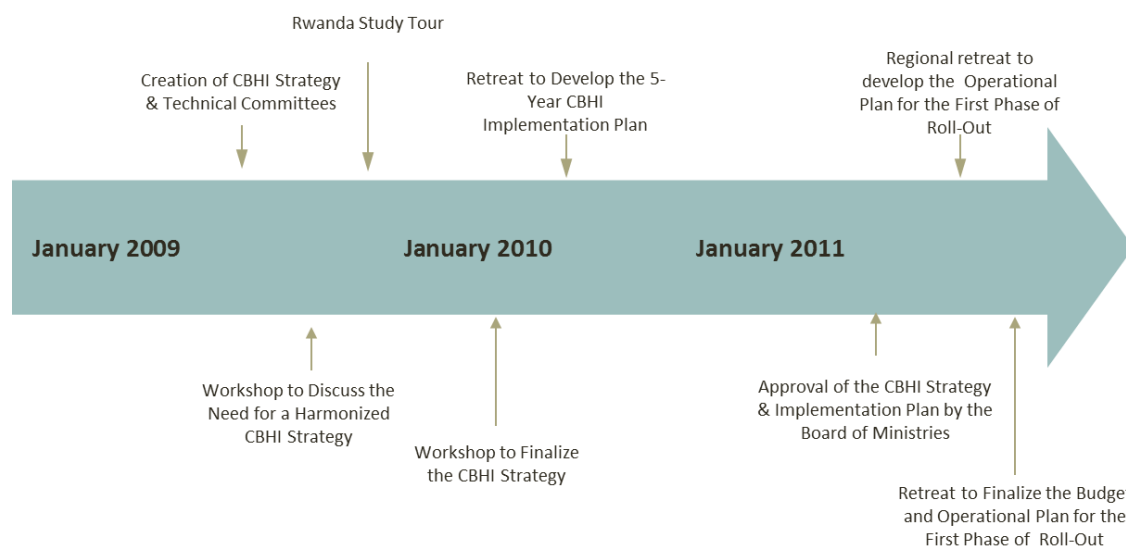 Rwanda Study Tour
Creation of CBHI Strategy
& Technical Committees
Retreat to Develop the 5-
Year CBHI
Implementation Plan
Regional retreat to
develop the Operational
Plan for the First Phase of
Roll-Out
January 2009
January 2010
January 2011
Workshop to Discuss the
Need for a Harmonized
CBHI Strategy
Workshop to Finalize
the CBHI Strategy
Approval of the CBHI Strategy
& Implementation Plan by the
Board of Ministries
Retreat to Finalize the Budget
and Operational Plan for the
First Phase of Roll-Out